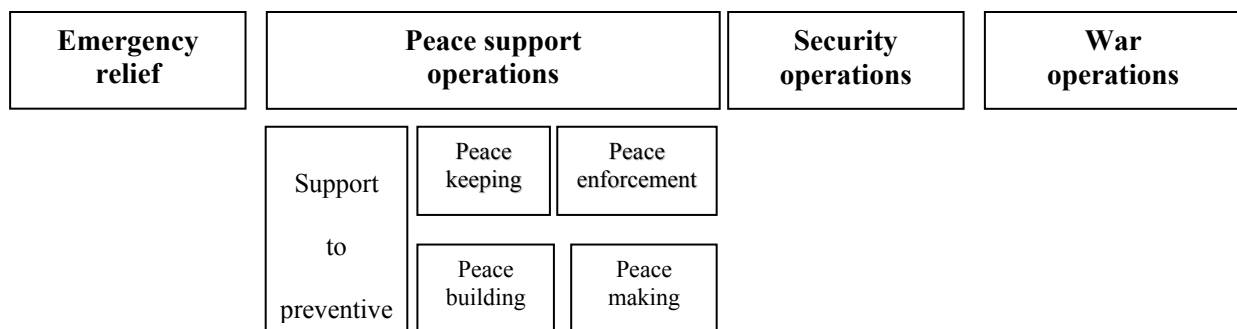 Emergency
relief
Peace support
operations
Security
operations
War
operations
Support
to
preventive
Peace
keeping
Peace
enforcement
Peace
building
Peace
making